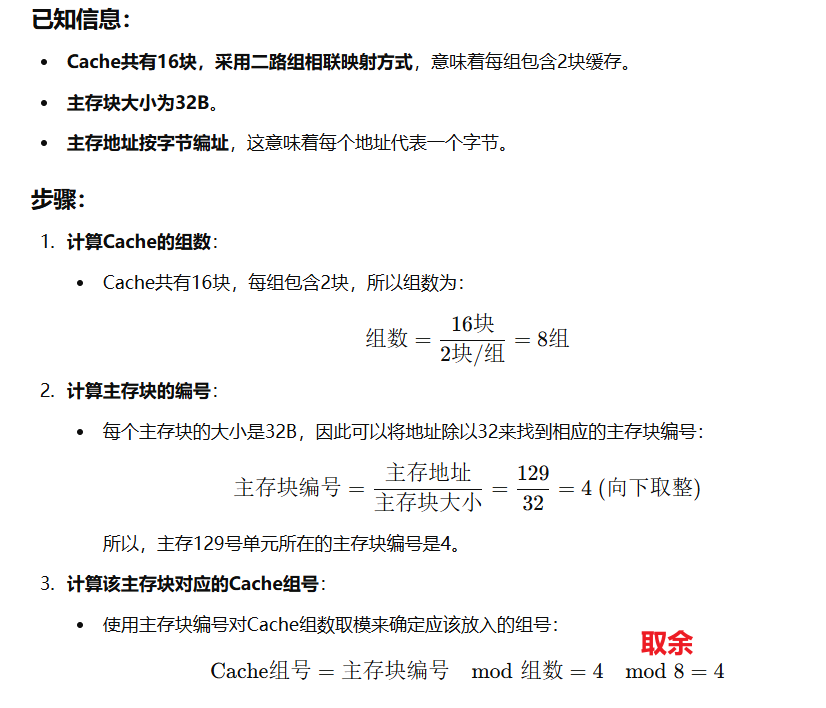 已知信息：
• Cache共有16块，采用二路组相联映射方式，意味着每组包含2块缓存。
• 主存块大小为32B。
• 主存地址按字节编址，这意味着每个地址代表一个字节。
步骤：
1. 计算Cache的组数：
• Cache共有16块，每组包含2块，所以组数为：
组数 = 16块 / 2块/组 = 8组
2. 计算主存块的编号：
• 每个主存块的大小是32B，因此可以将地址除以32来找到相应的主存块编号：
主存块编号 = 主存地址 / 主存块大小 = 129 / 32 = 4 (向下取整)
所以，主存129号单元所在的主存块编号是4。
3. 计算该主存块对应的Cache组号：
• 使用主存块编号对Cache组数取模来确定应该放入的组号：
取余
Cache组号 = 主存块编号 mod 组数 = 4 mod 8 = 4